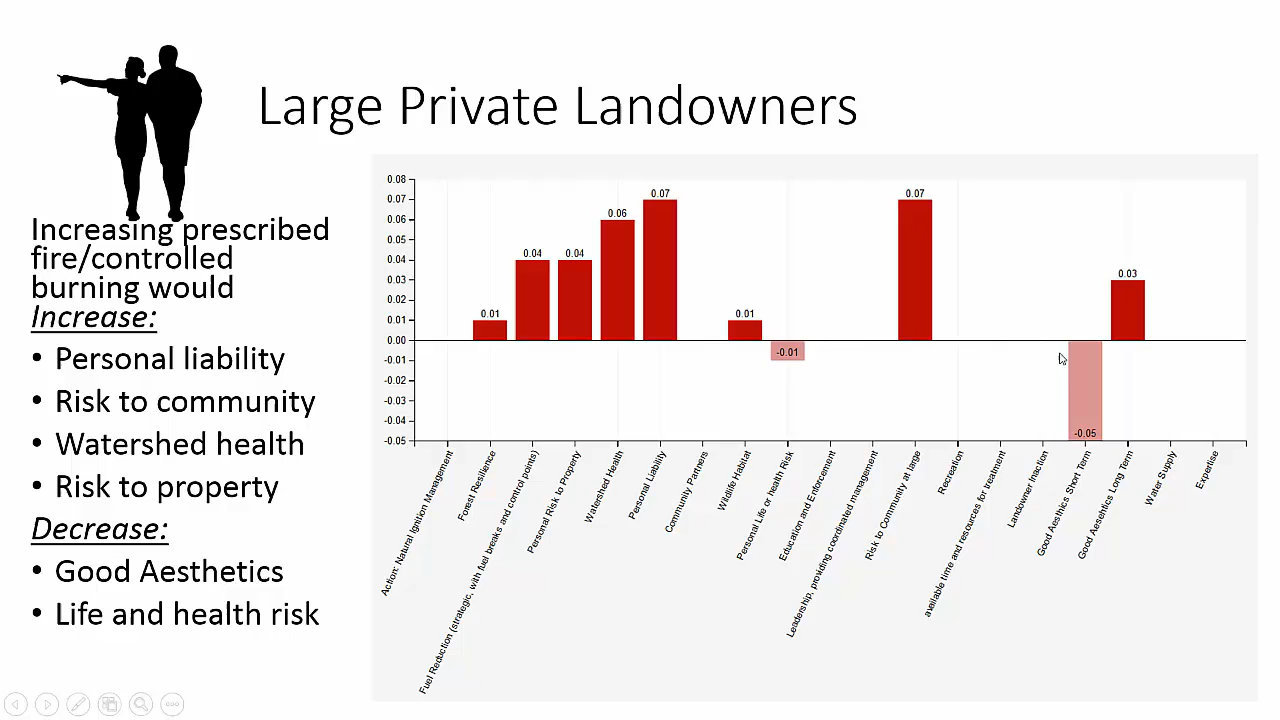 Large Private Landowners
Increasing prescribed
fire/controlled
burning would
Increase:
• Personal liability
• Risk to community
• Watershed health
• Risk to property
Decrease:
• Good Aesthetics
• Life and health risk
0.08
0.07
0.06
0.05
0.04
0.03
0.02
0.01
0.00
-0.01
-0.02
-0.03
-0.04
-0.05
0.01
0.04
0.04
0.06
0.07
0.01
-0.01
0.07
-0.05
0.03
Action: Natural Ignition Management
Forest Resilience
Fuel Reduction (strategic, with fuel breaks and control points)
Personal Risk to Property
Watershed Health
Personal Liability
Community Partners
Wildlife Habitat
Personal Life or health Risk
Education and Enforcement
Leadership, providing coordinated management
Risk to Community at large
Recreation
available time and resources for treatment
Landowner Inaction
Good Aesthics Short Term
Good Aesehtics Long Term
Water Supply
Expertise